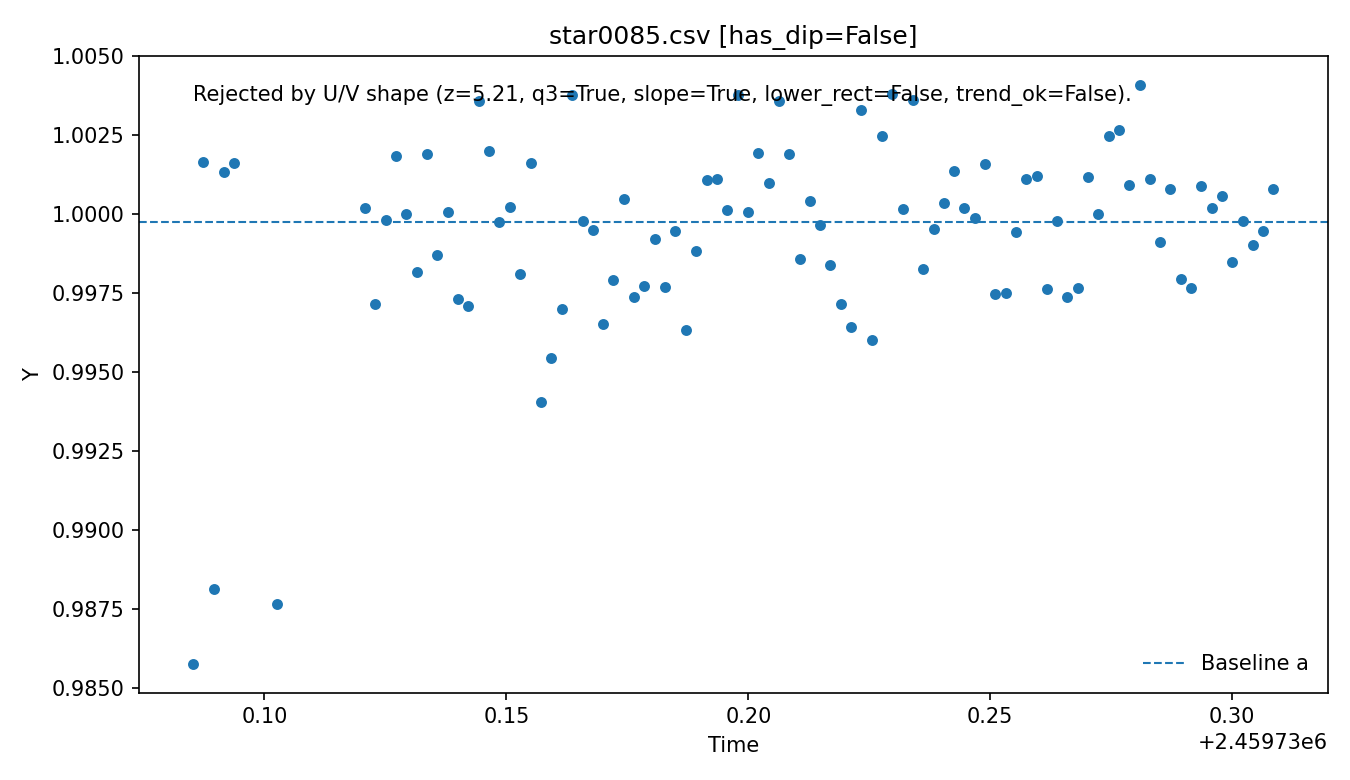 star0085.csv [has_dip=False]
Rejected by U/V shape (z=5.21, q3=True, slope=True, lower_rect=False, trend_ok=False).
1.0050
1.0025
1.0000
0.9975
0.9950
0.9925
0.9900
0.9875
0.9850
Y
Baseline a
0.10 0.15 0.20 0.25 0.30
Time
+2.45973e6